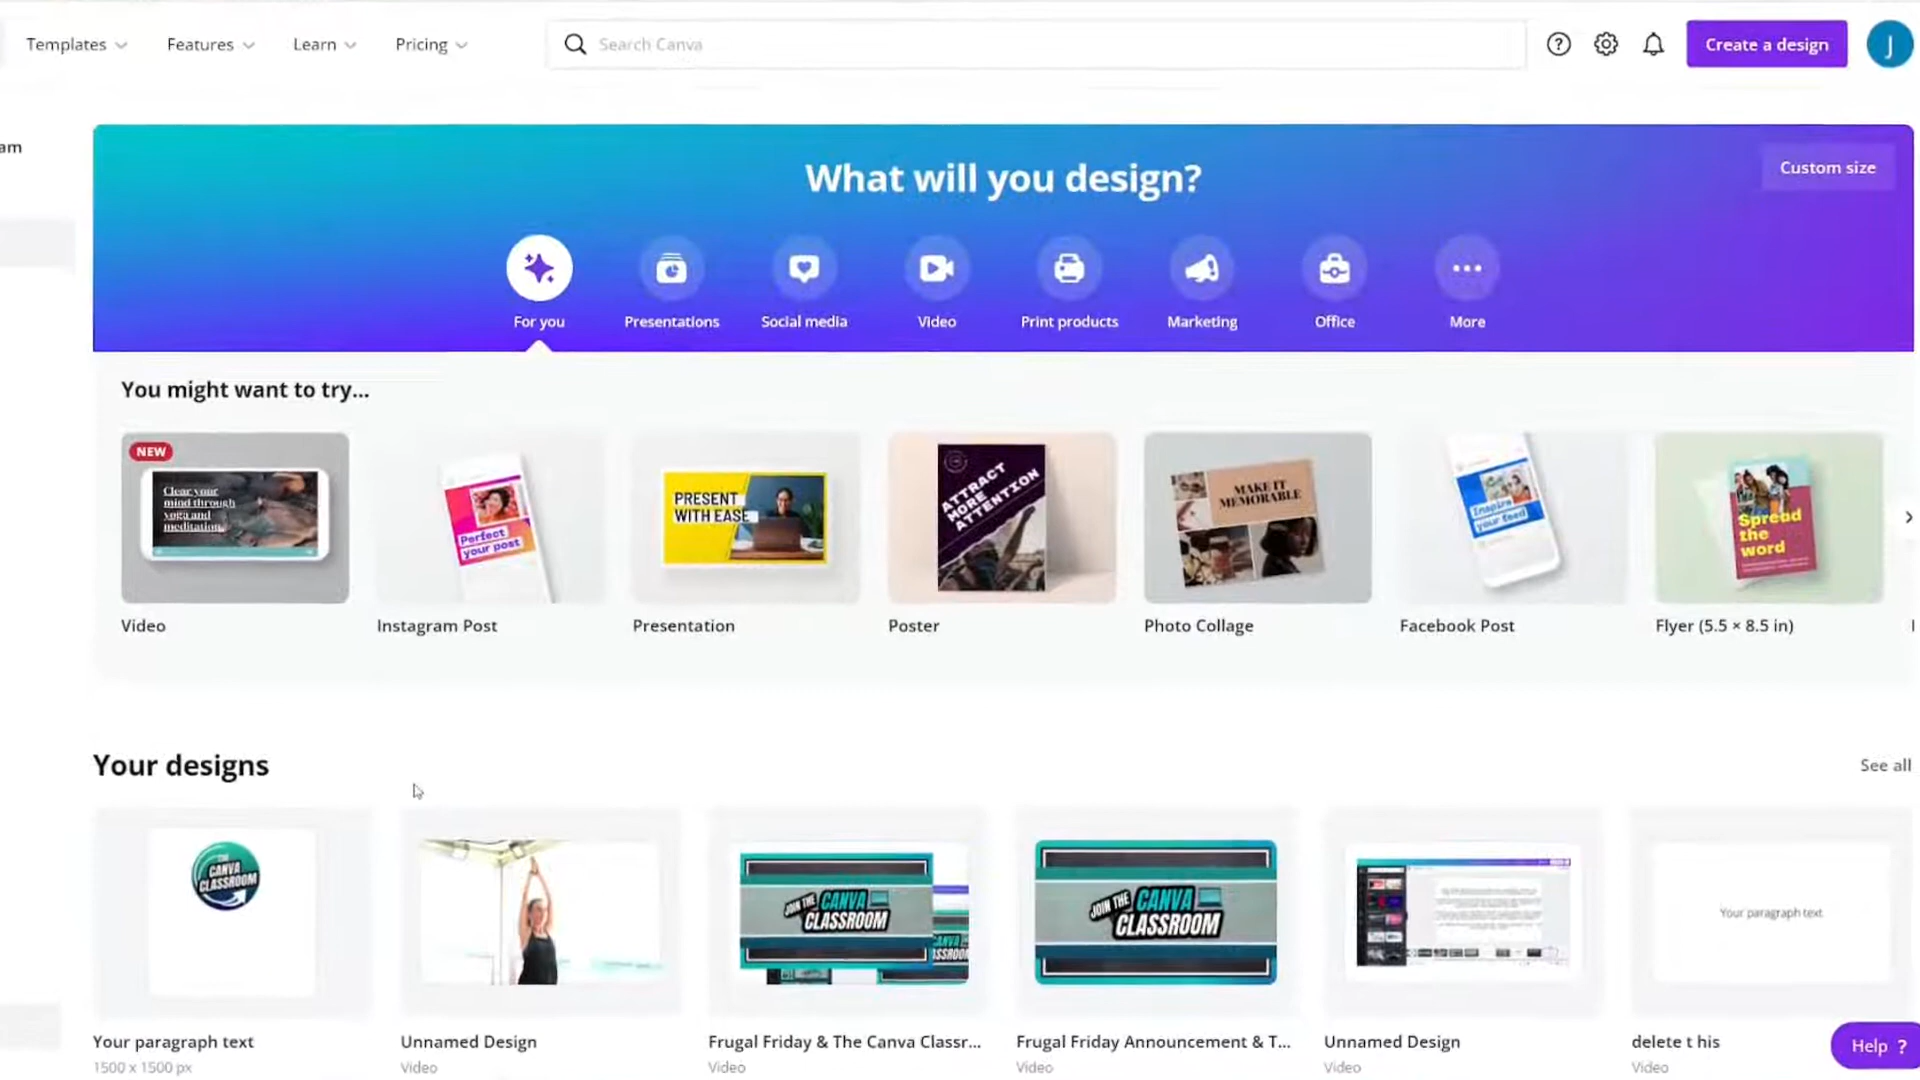 Templates
Features
Learn
Pricing
Search Canva
Create a design
J
am
What will you design?
Custom size
For you
Presentations
Social media
Video
Print products
Marketing
Office
More
You might want to try...
NEW
Clear your
mind through
yoga and
meditation.
Perfect
your post
PRESENT
WITH EASE
ATTRACT
MORE
ATTENTION
MAKE IT
MEMORABLE
Inspire
your feed
Spread
the
word
Video
Instagram Post
Presentation
Poster
Photo Collage
Facebook Post
Flyer (5.5 × 8.5 in)
Your designs
See all
THE
CANVA
CLASSROOM
JOIN THE CANVA
CLASSROOM
JOIN THE CANVA
CLASSROOM
Your paragraph text
Your paragraph text
Unnamed Design
Frugal Friday & The Canva Classr...
Frugal Friday Announcement & T...
Unnamed Design
delete t his
1500 x 1500 px
Video
Video
Video
Video
Video
Help ?